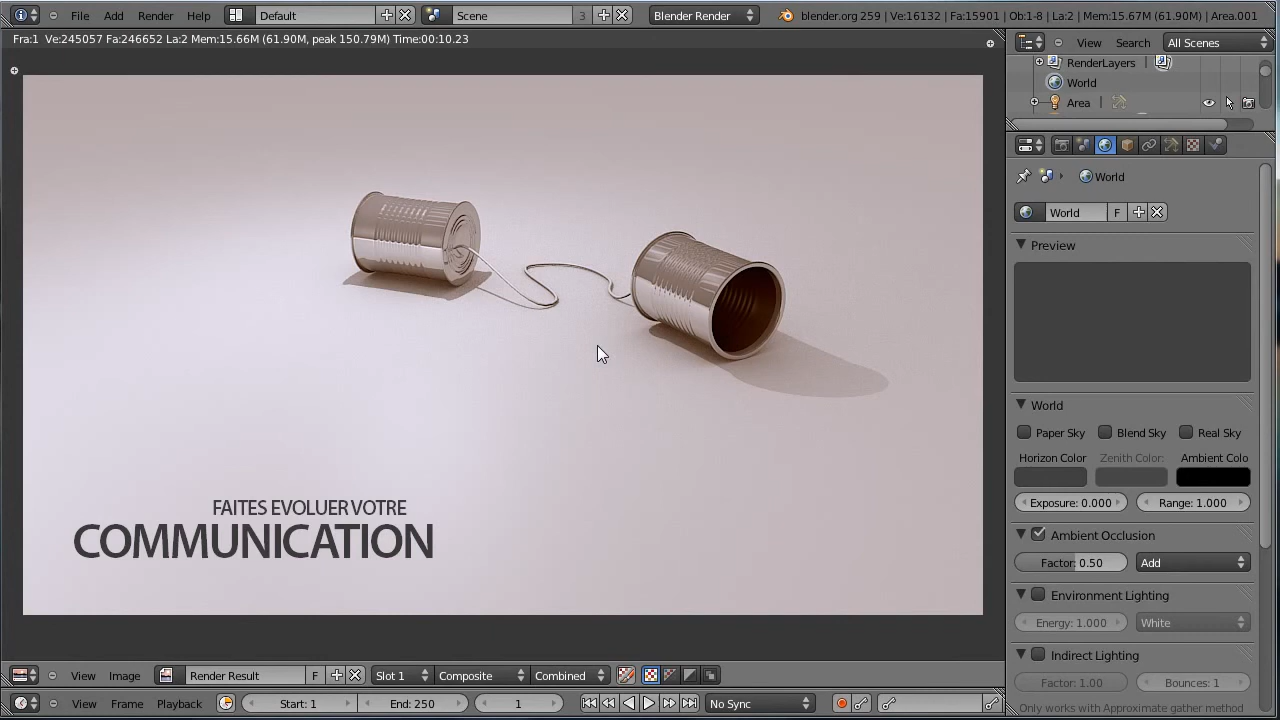 File Add Render Help Default Scene 3 Blender Render blender.org 259 | Ve:16132 | Fa:15901 | Ob:1-8 | La:2 | Mem:15.67M (61.90M) | Area.001
Fra:1 Ve:245057 Fa:246652 La:2 Mem:15.66M (61.90M, peak 150.79M) Time:00:10.23
View Search All Scenes
RenderLayers
World
Area
World
World F
Preview
World
Paper Sky Blend Sky Real Sky
Horizon Color Zenith Color: Ambient Colo
Exposure: 0.000 Range: 1.000
Ambient Occlusion
Factor: 0.50 Add
Environment Lighting
Energy: 1.000 White
Indirect Lighting
Factor: 1.00 Bounces: 1
Only works with Approximate gather method
FAITES EVOLUER VOTRE
COMMUNICATION
View Image Render Result F Slot 1 Composite Combined
View Frame Playback Start: 1 End: 250 1 No Sync